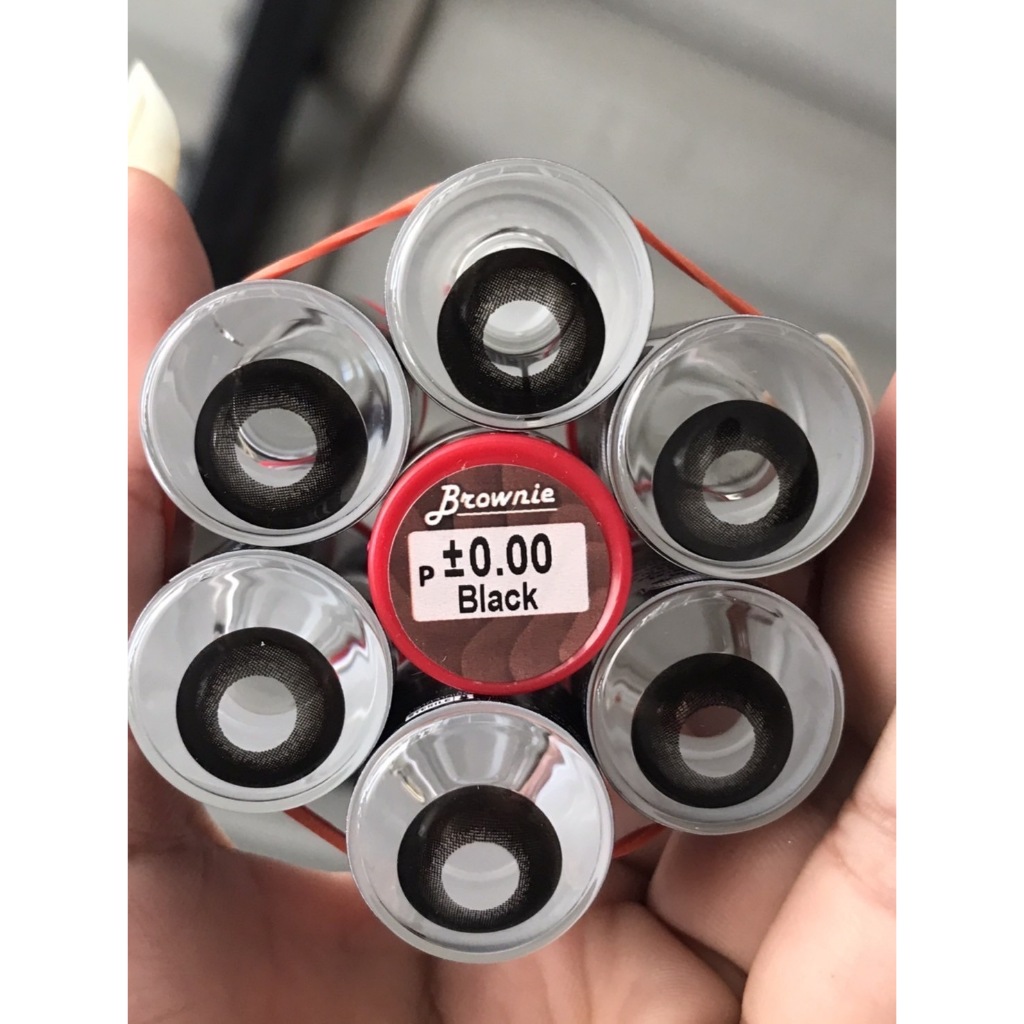 Brownie
P ±0.00
Black